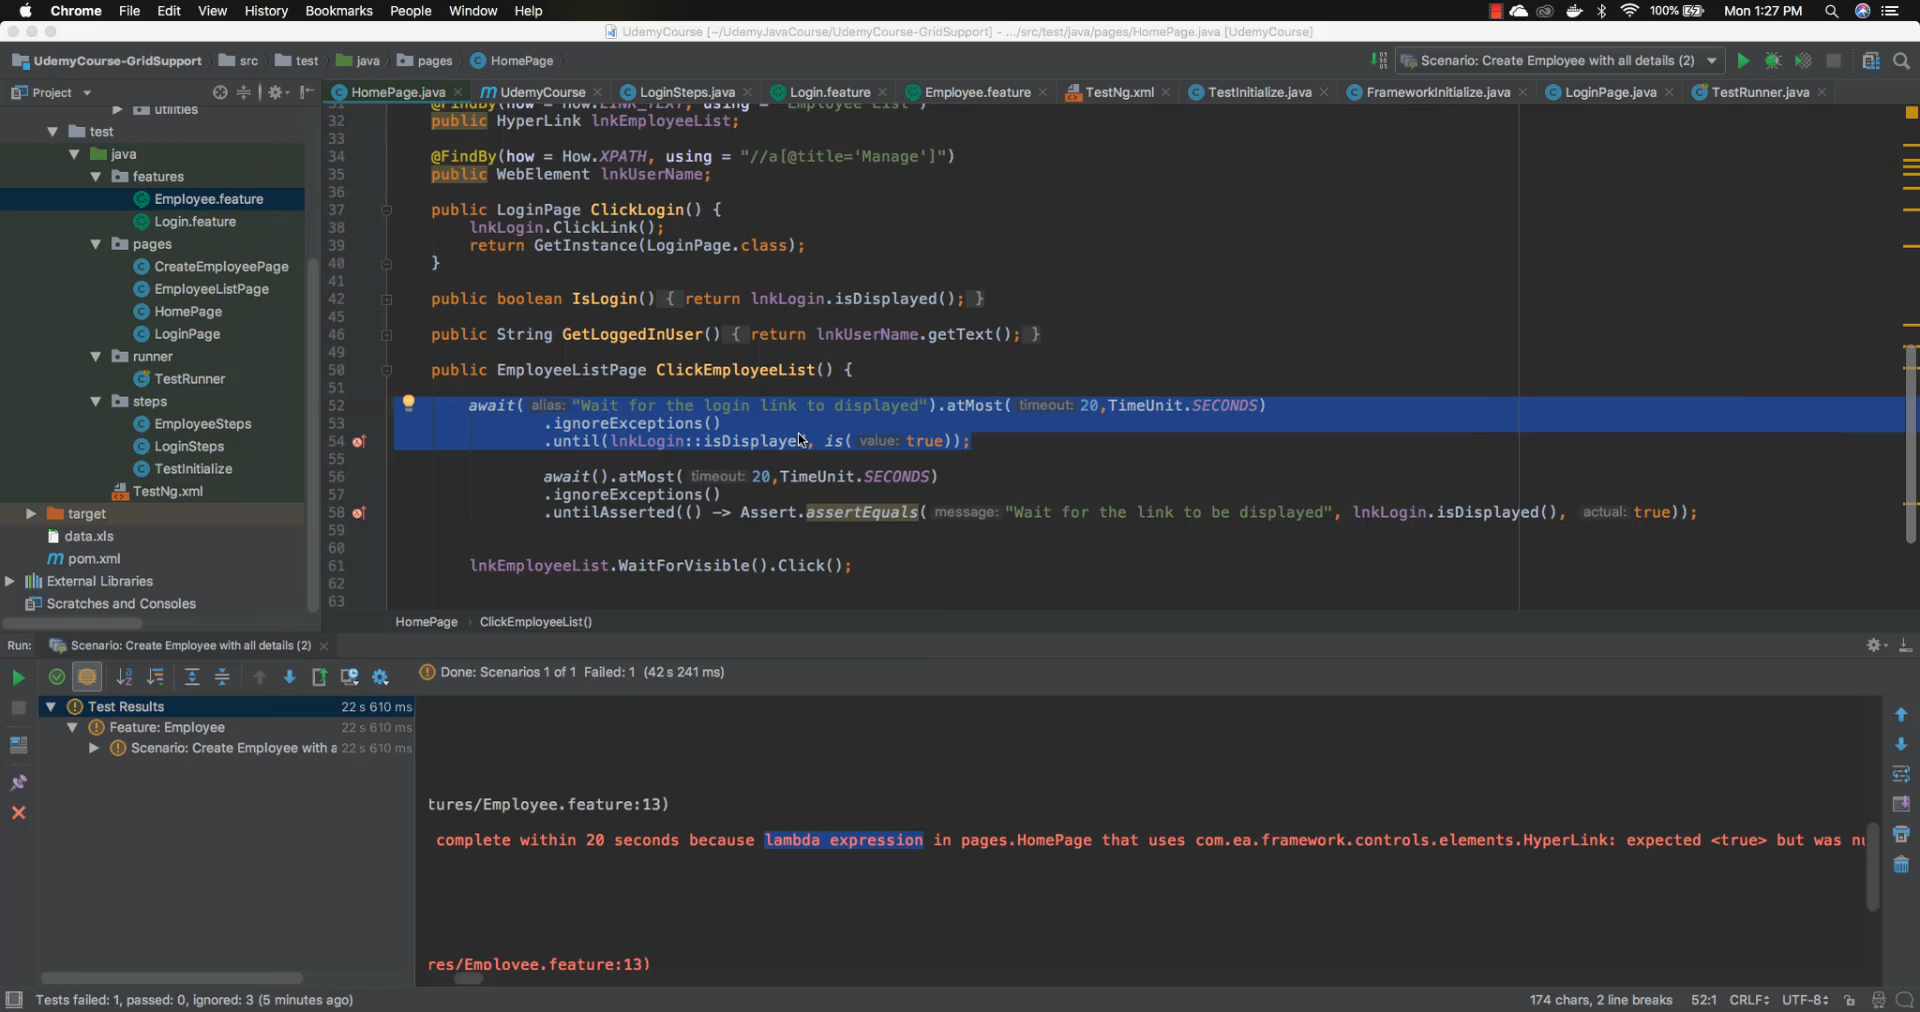 Chrome File Edit View History Bookmarks People Window Help 100% Mon 1:27 PM
UdemyCourse [~/UdemyJavaCourse/UdemyCourse-GridSupport] - .../src/test/java/pages/HomePage.java [UdemyCourse]
UdemyCourse-GridSupport src test java pages HomePage Scenario: Create Employee with all details (2)
Project HomePage.java UdemyCourse LoginSteps.java Login.feature Employee.feature TestNg.xml TestInitialize.java FrameworkInitialize.java LoginPage.java TestRunner.java
utilities
test
java
features
Employee.feature
Login.feature
pages
CreateEmployeePage
EmployeeListPage
HomePage
LoginPage
runner
TestRunner
steps
EmployeeSteps
LoginSteps
TestInitialize
TestNg.xml
target
data.xls
pom.xml
External Libraries
Scratches and Consoles
31 @FindBy(how = How.LINK_TEXT, using = "Employee List")
32 public HyperLink lnkEmployeeList;
33
34 @FindBy(how = How.XPATH, using = "//a[@title='Manage']")
35 public WebElement lnkUserName;
36
37 public LoginPage ClickLogin() {
38 lnkLogin.ClickLink();
39 return GetInstance(LoginPage.class);
40 }
41
42 public boolean IsLogin() { return lnkLogin.isDisplayed(); }
45
46 public String GetLoggedInUser() { return lnkUserName.getText(); }
49
50 public EmployeeListPage ClickEmployeeList() {
51
52 await( alias: "Wait for the login link to displayed").atMost( timeout: 20,TimeUnit.SECONDS)
53 .ignoreExceptions()
54 .until(lnkLogin::isDisplayed, is( value: true));
56 await().atMost( timeout: 20,TimeUnit.SECONDS)
57 .ignoreExceptions()
58 .untilAsserted(() -> Assert.assertEquals( message: "Wait for the link to be displayed", lnkLogin.isDisplayed(), actual: true));
59
60
61 lnkEmployeeList.WaitForVisible().Click();
62
63
HomePage › ClickEmployeeList()
Run: Scenario: Create Employee with all details (2)
Done: Scenarios 1 of 1 Failed: 1 (42 s 241 ms)
Test Results 22 s 610 ms
Feature: Employee 22 s 610 ms
Scenario: Create Employee with a 22 s 610 ms
tures/Employee.feature:13)
complete within 20 seconds because lambda expression in pages.HomePage that uses com.ea.framework.controls.elements.HyperLink: expected <true> but was nu
res/Employee.feature:13)
Tests failed: 1, passed: 0, ignored: 3 (5 minutes ago) 174 chars, 2 line breaks 52:1 CRLF UTF-8